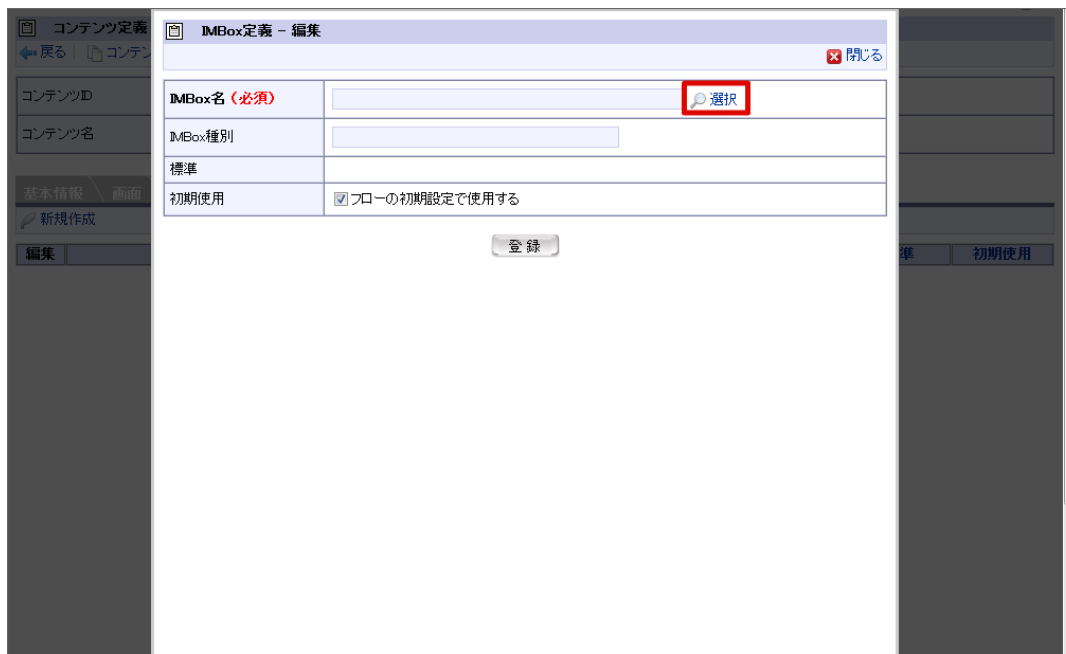 コンテンツ定義
戻る コンテン
コンテンツID
コンテンツ名
基本情報 画面
新規作成
編集
準 初期使用
IMBox定義 - 編集
閉じる
IMBox名（必須） 選択
IMBox種別
標準
初期使用 フローの初期設定で使用する
登録